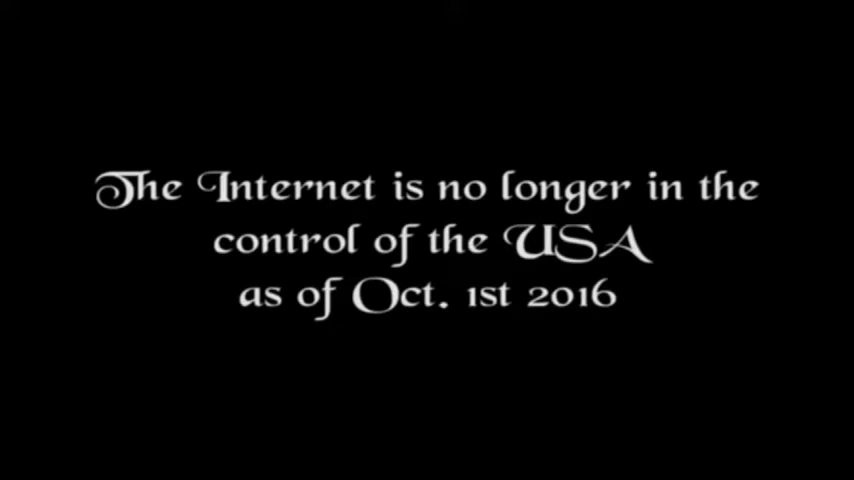 The Internet is no longer in the
control of the USA
as of Oct. 1st 2016